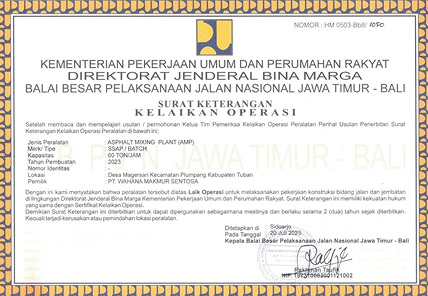 NOMOR : HM 0503-Bb8/ 1050
KEMENTERIAN PEKERJAAN UMUM DAN PERUMAHAN RAKYAT
DIREKTORAT JENDERAL BINA MARGA
BALAI BESAR PELAKSANAAN JALAN NASIONAL JAWA TIMUR - BALI
SURAT KETERANGAN
KELAIKAN OPERASI
Setelah membaca dan mempelajari usulan / permohonan Ketua Tim Pemeriksa Kelaikan Operasi Peralatan Perihal Usulan Penerbitan Surat
Keterangan Kelaikan Operasi Peralatan di bawah ini;
Jenis Peralatan : ASPHALT MIXING PLANT (AMP)
Merk/ Tipe : SSAP / BATCH
Kapasitas : 60 TON/JAM
Tahun Pembuatan : 2023
Nomor Identitas : -
Lokasi : Desa Magersari Kecamatan Plumpang Kabupaten Tuban
Pemilik : PT. WAHANA MAKMUR SENTOSA
Dengan ini kami menyatakan bahwa peralatan tersebut diatas Laik Operasi untuk melaksanakan pekerjaan konstruksi bidang jalan dan jembatan
di lingkungan Direktorat Jenderal Bina Marga Kementerian Pekerjaan Umum dan Perumahan Rakyat. Surat Keterangan ini memiliki kekuatan hukum
yang sama dengan Sertifikat Kelaikan Operasi.
Demikian Surat Keterangan ini diterbitkan untuk dapat dipergunakan sebagaimana mestinya dan berlaku selama 2 (dua) tahun sejak diterbitkan.
Kecuali terjadi kerusakan atau pemindahan lokasi peralatan.
Ditetapkan di : Sidoarjo
Pada Tanggal : 20 Juli 2023
Kepala Balai Besar Pelaksanaan Jalan Nasional Jawa Timur - Bali
Rakhman Taufik
NIP.
JAWA TIMUR - BALI